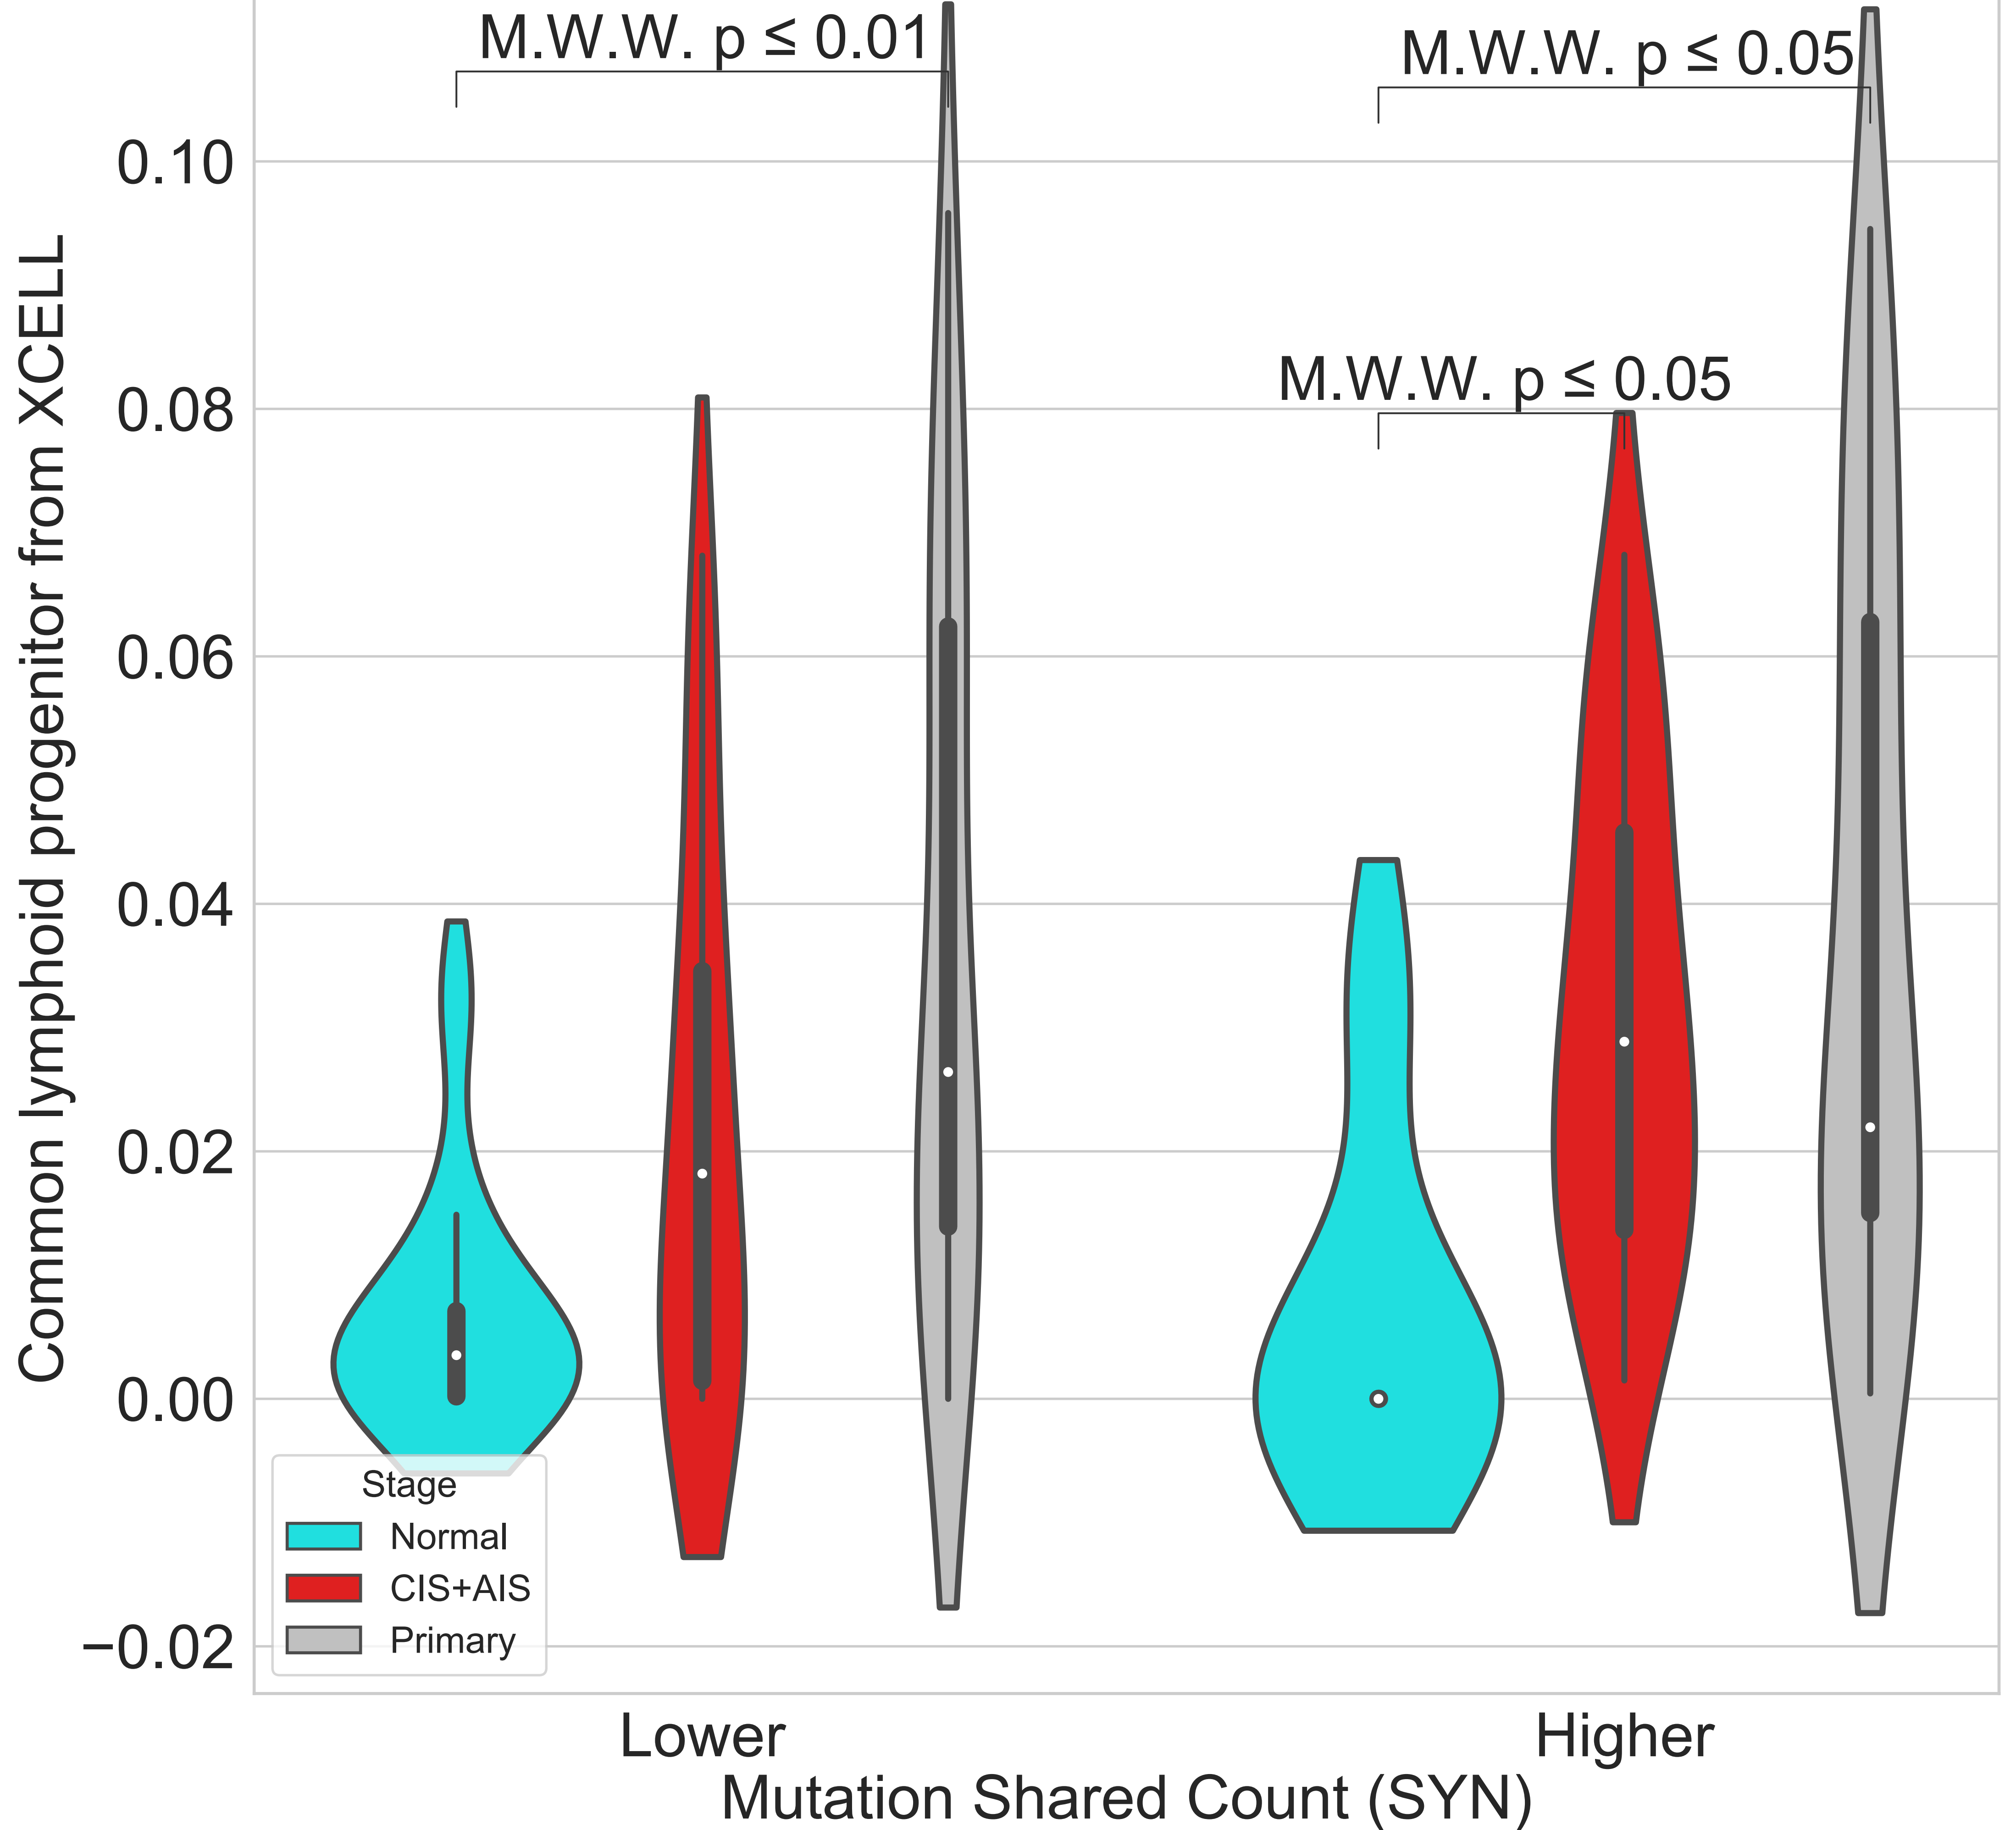 M.W.W. p ≤ 0.01
M.W.W. p ≤ 0.05
M.W.W. p ≤ 0.05
Common lymphoid progenitor from XCELL
0.10
0.08
0.06
0.04
0.02
0.00
−0.02
Stage
Normal
CIS+AIS
Primary
Lower
Higher
Mutation Shared Count (SYN)